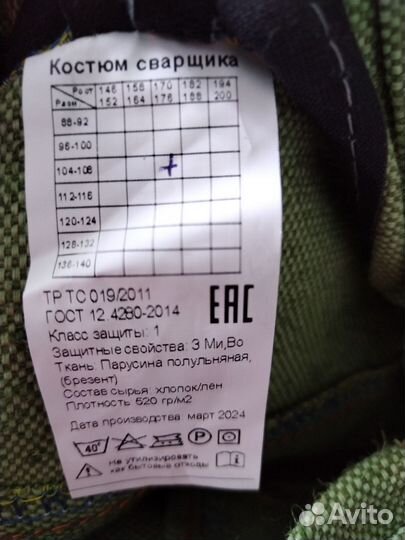 Костюм сварщика
Рост 146 158 170 182 194
Разм 152 164 176 188 200
88-92
96-100
104-108 +
112-116
120-124
128-132
136-140
ТР ТС 019/2011
ГОСТ 12.4280-2014
Класс защиты: 1
Защитные свойства: З Ми,Во
Ткань: Парусина полульняная,
(брезент)
Состав сырья: хлопок/лен
Плотность 520 гр/м2
Дата производства: март 2024
EAC
40°
P
Не утилизировать
как бытовые отходы
i
Avito